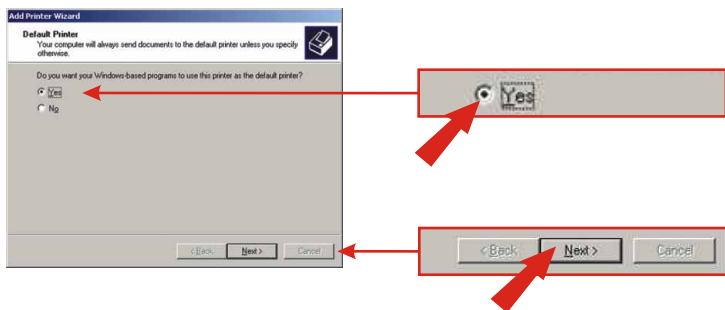 Add Printer Wizard
Default Printer
Your computer will always send documents to the default printer unless you specify
otherwise.
Do you want your Windows-based programs to use this printer as the default printer?
Yes
No
< Back Next > Cancel
Yes
< Back Next > Cancel